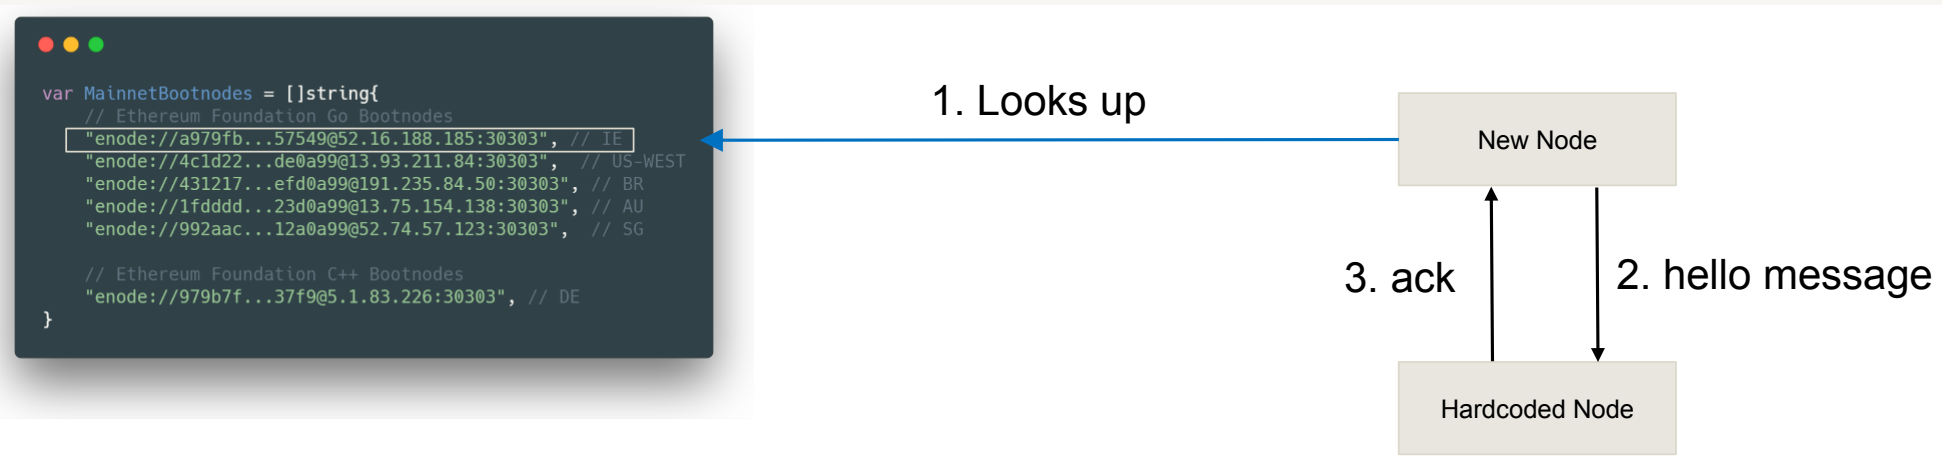 var MainnetBootnodes = []string{
// Ethereum Foundation Go Bootnodes
"enode://a979fb...57549@52.16.188.185:30303", // IE
"enode://4c1d22...de0a99@13.93.211.84:30303", // US-WEST
"enode://431217...efd0a99@191.235.84.50:30303", // BR
"enode://1fdddd...23d0a99@13.75.154.138:30303", // AU
"enode://992aac...12a0a99@52.74.57.123:30303", // SG
// Ethereum Foundation C++ Bootnodes
"enode://979b7f...37f9@5.1.83.226:30303", // DE
}
1. Looks up
New Node
3. ack
2. hello message
Hardcoded Node